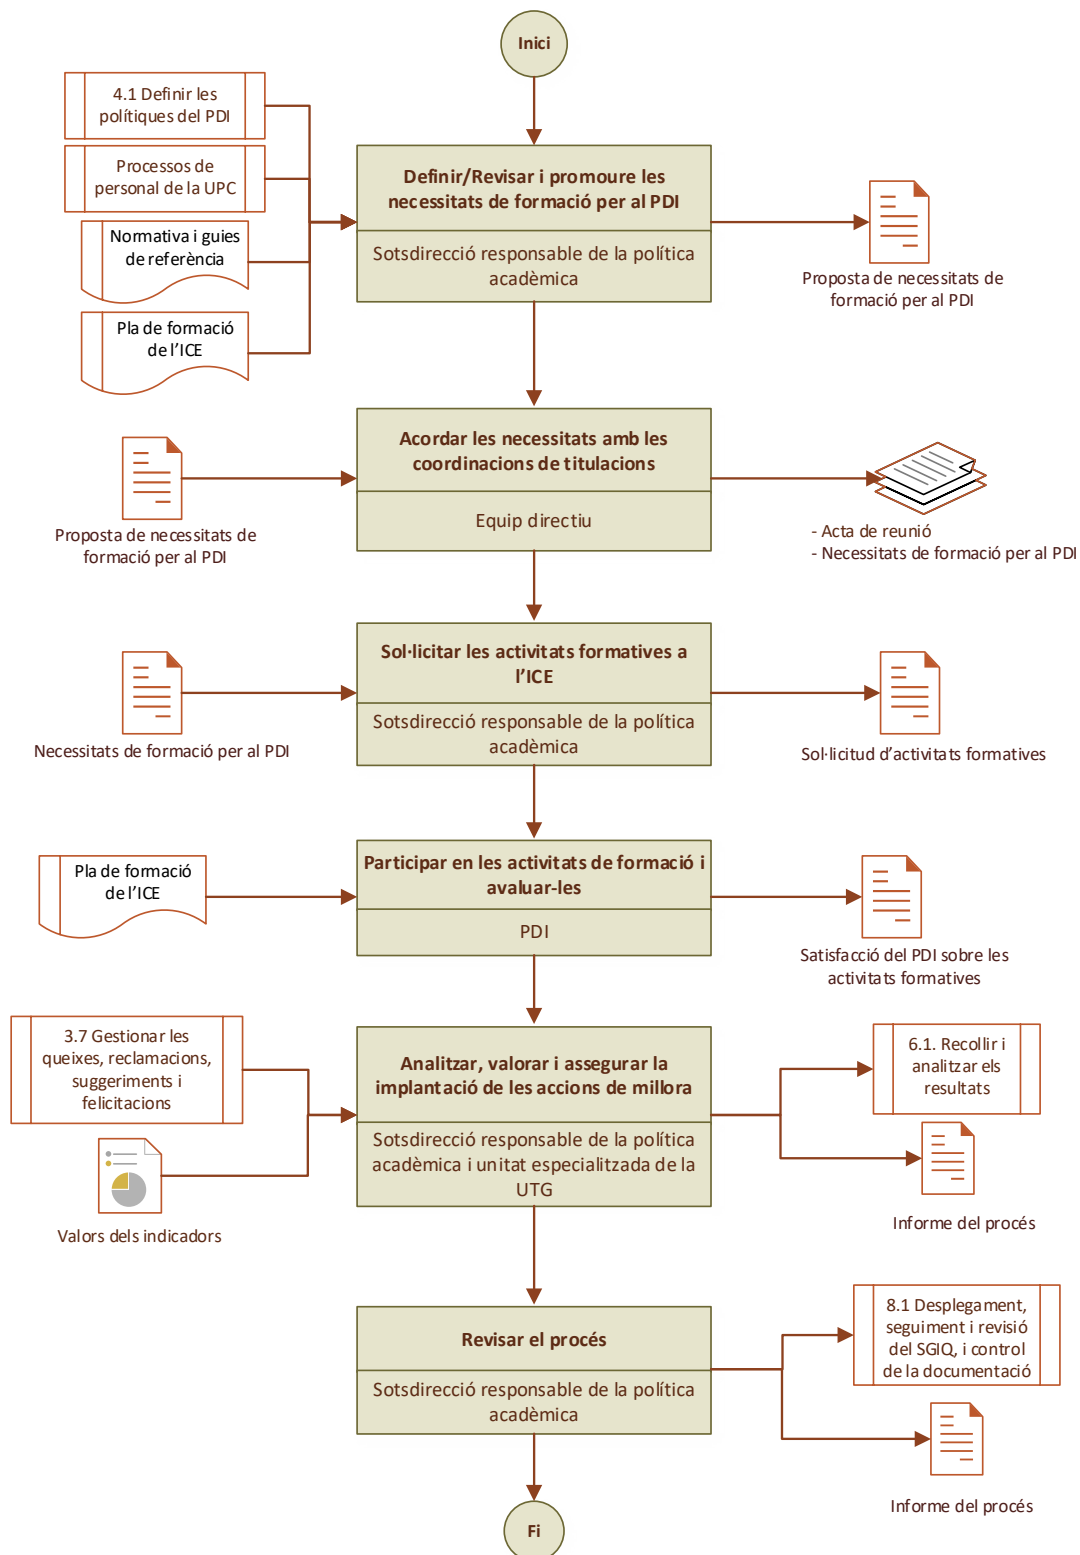 Inici
4.1 Definir les
polítiques del PDI
Processos de
personal de la UPC
Normativa i guies
de referència
Pla de formació
de l’ICE
Definir/Revisar i promoure les
necessitats de formació per al PDI
Sotsdirecció responsable de la política
acadèmica
Proposta de necessitats de
formació per al PDI
Proposta de necessitats de
formació per al PDI
Acordar les necessitats amb les
coordinacions de titulacions
Equip directiu
- Acta de reunió
- Necessitats de formació per al PDI
Necessitats de formació per al PDI
Sol·licitar les activitats formatives a
l’ICE
Sotsdirecció responsable de la política
acadèmica
Sol·licitud d’activitats formatives
Pla de formació
de l’ICE
Participar en les activitats de formació i
avaluar-les
PDI
Satisfacció del PDI sobre les
activitats formatives
3.7 Gestionar les
queixes, reclamacions,
suggeriments i
felicitacions
Valors dels indicadors
Analitzar, valorar i assegurar la
implantació de les accions de millora
Sotsdirecció responsable de la política
acadèmica i unitat especialitzada de la
UTG
6.1. Recollir i
analitzar els
resultats
Informe del procés
Revisar el procés
Sotsdirecció responsable de la política
acadèmica
8.1 Desplegament,
seguiment i revisió
del SGIQ, i control
de la documentació
Informe del procés
Fi